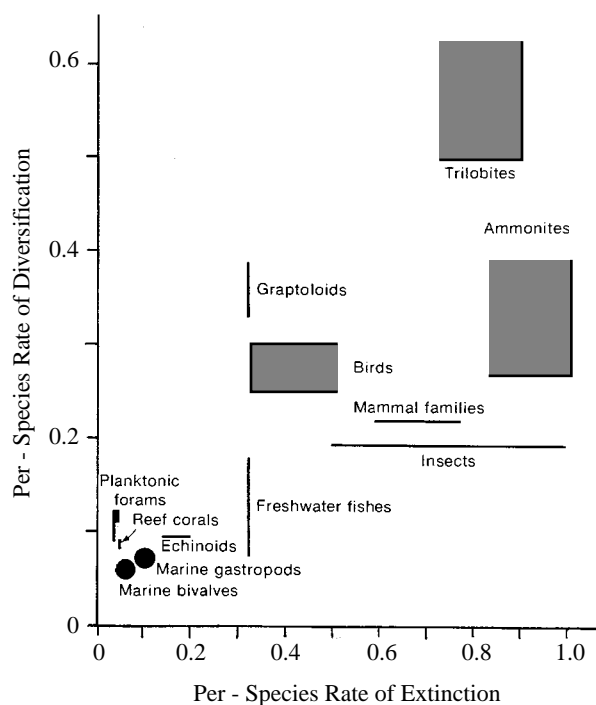 0.6
Trilobites
Ammonites
0.4
Graptoloids
Birds
Mammal families
0.2
Insects
Planktonic
forams
Freshwater fishes
Reef corals
Echinoids
Marine gastropods
Marine bivalves
0
0 0.2 0.4 0.6 0.8 1.0
Per - Species Rate of Extinction
Per - Species Rate of Diversification